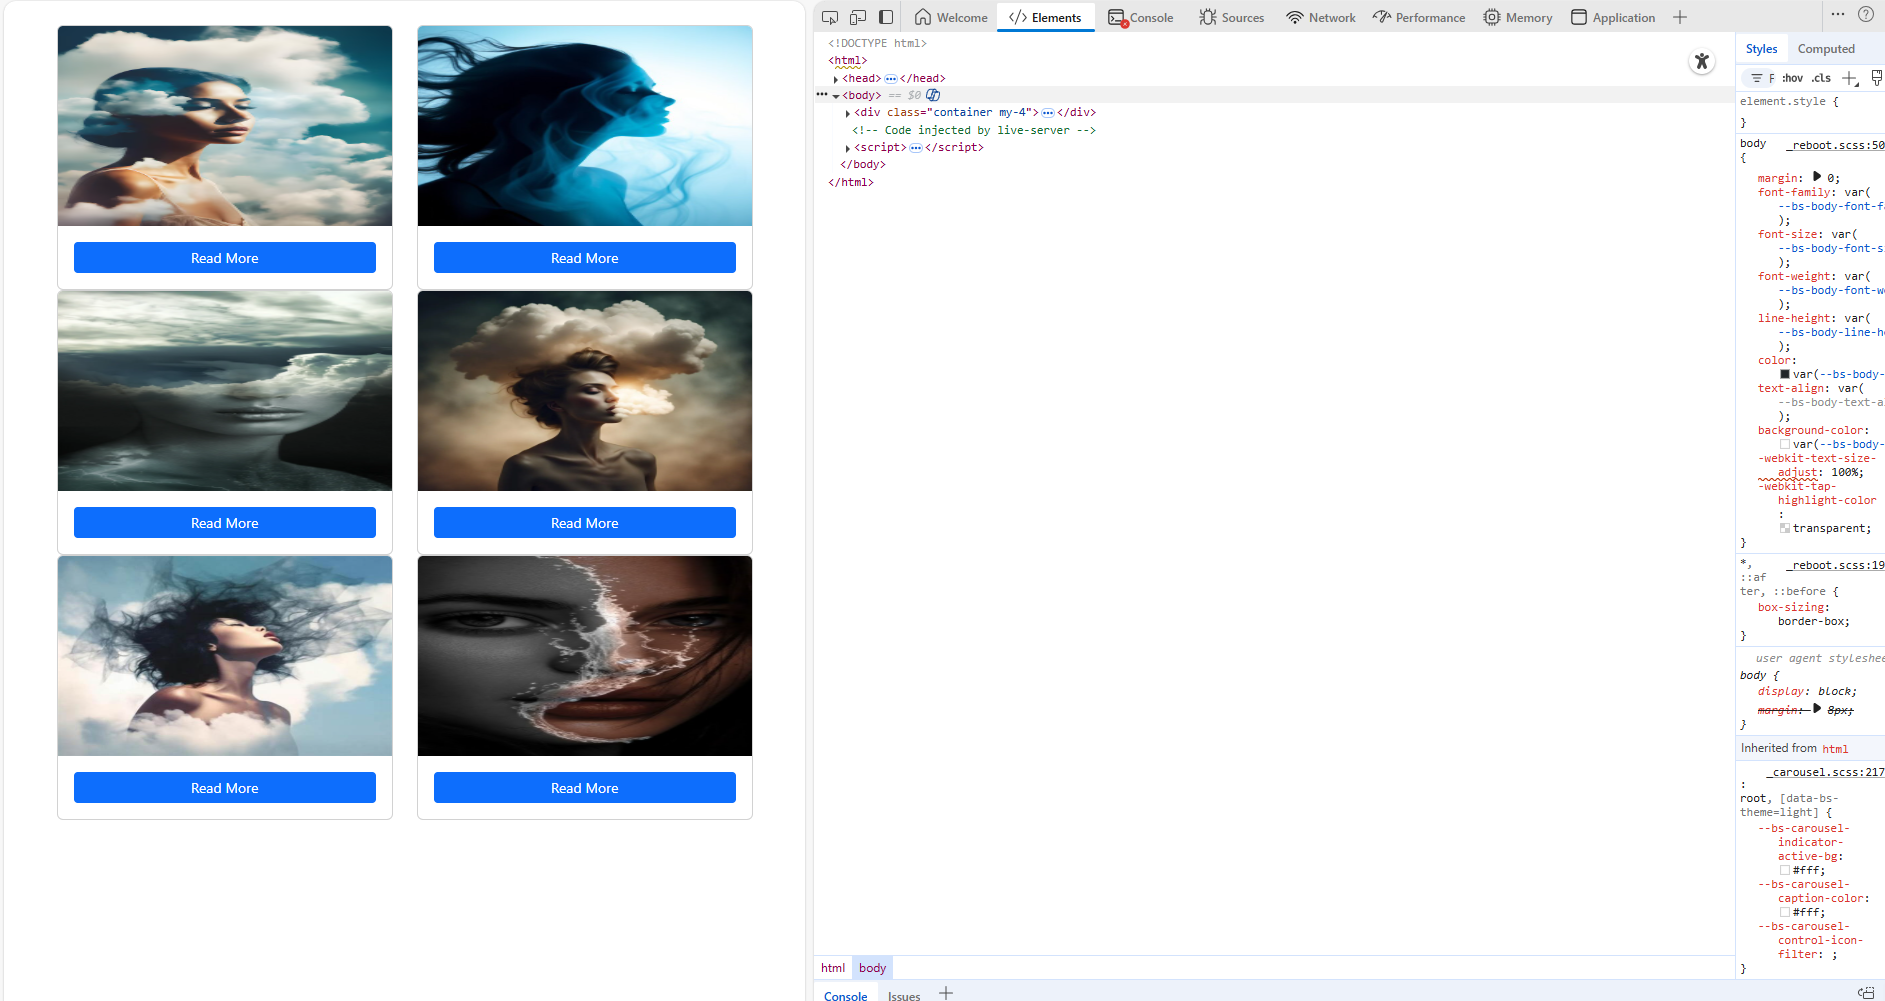 Read More
Read More
Read More
Read More
Read More
Read More
Welcome
</> Elements
Console
Sources
Network
Performance
Memory
Application
<!DOCTYPE html>
<html>
<head> ••• </head>
••• <body> == $0
<div class="container my-4"> ••• </div>
<!-- Code injected by live-server -->
<script> ••• </script>
</body>
</html>
html body
Console Issues
Styles Computed
F :hov .cls
element.style {
}
body _reboot.scss:50
{
margin: 0;
font-family: var(
--bs-body-font-f
);
font-size: var(
--bs-body-font-s
);
font-weight: var(
--bs-body-font-w
);
line-height: var(
--bs-body-line-h
);
color:
var(--bs-body-
text-align: var(
--bs-body-text-a
);
background-color:
var(--bs-body-
-webkit-text-size-
adjust: 100%;
-webkit-tap-
highlight-color
:
transparent;
}
*, _reboot.scss:19
::af
ter, ::before {
box-sizing:
border-box;
}
user agent styleshee
body {
display: block;
margin: 8px;
}
Inherited from html
_carousel.scss:217
:
root, [data-bs-
theme=light] {
--bs-carousel-
indicator-
active-bg:
#fff;
--bs-carousel-
caption-color:
#fff;
--bs-carousel-
control-icon-
filter: ;
}